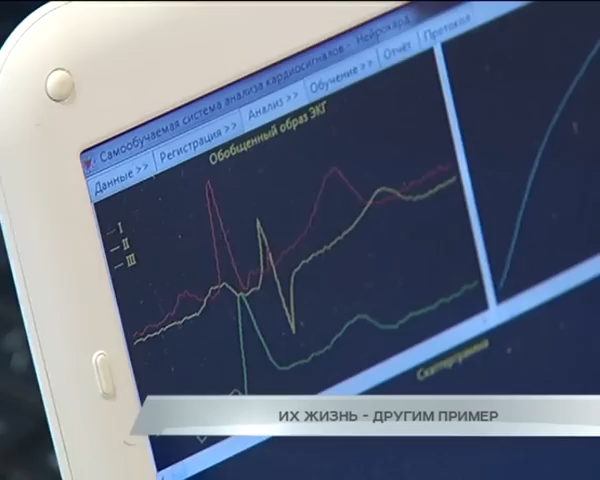 Самообучаемая система анализа кардиосигналов - Нейрокард
Данные >> Регистрация >> Анализ >> Обучение >> Отчёт Протокол
Обобщенный образ ЭКГ
— I
— II
— III
Скаттерограмма
ИХ ЖИЗНЬ - ДРУГИМ ПРИМЕР